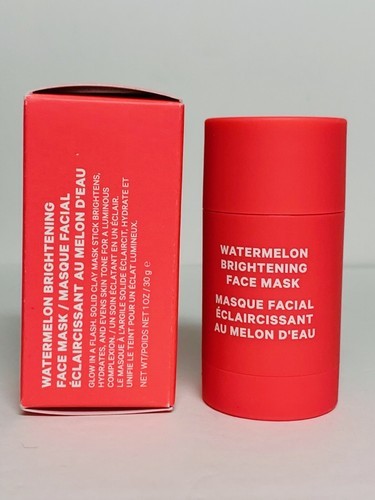 WATERMELON BRIGHTENING
FACE MASK / MASQUE FACIAL
ÉCLAIRCISSANT AU MELON D'EAU
GLOW IN A FLASH, SOLID CLAY MASK STICK BRIGHTENS,
HYDRATES, AND EVENS SKIN TONE FOR A LUMINOUS
COMPLEXION. / UN SOIN ÉCLATANT EN UN ÉCLAIR.
LE MASQUE À L'ARGILE SOLIDE ÉCLAIRCIT, HYDRATE ET
UNIFIE LE TEINT POUR UN ÉCLAT LUMINEUX.
NET WT/POIDS NET 1 OZ / 30 g e
WATERMELON
BRIGHTENING
FACE MASK
MASQUE FACIAL
ÉCLAIRCISSANT
AU MELON D'EAU